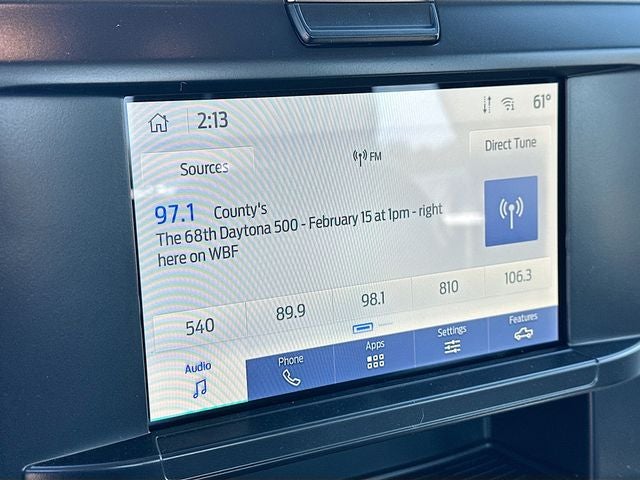 2:13
61°
Sources
FM
Direct Tune
97.1 County's
The 68th Daytona 500 - February 15 at 1pm - right
here on WBF
540 89.9 98.1 810 106.3
Audio Phone Apps Settings Features